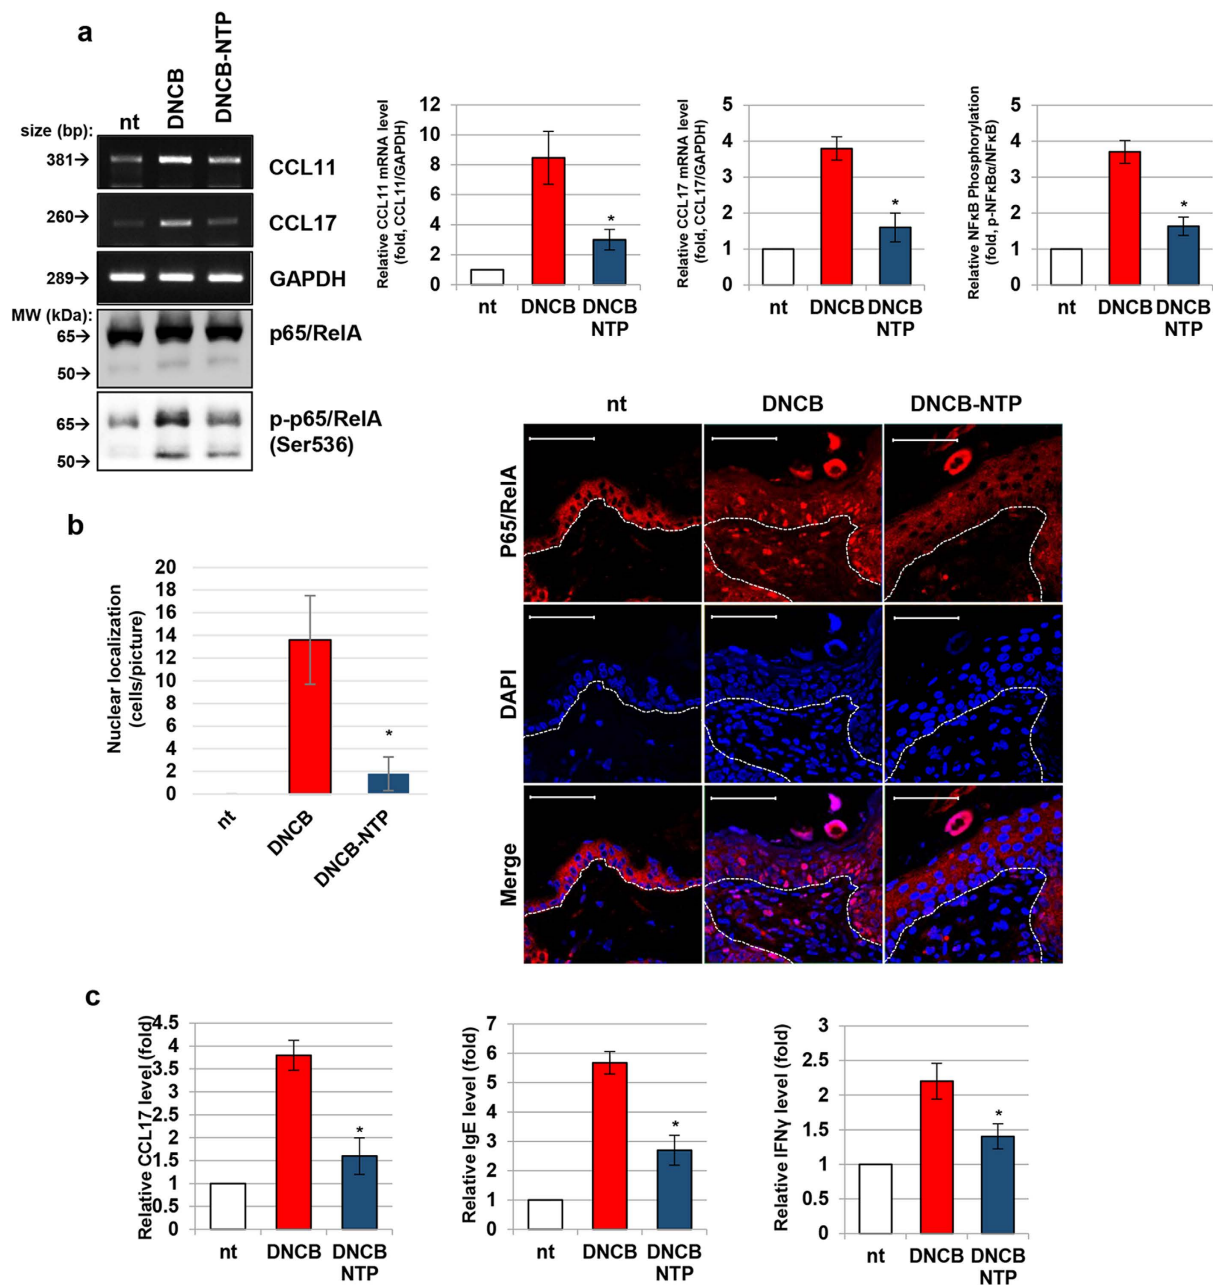 a
nt
DNCB
DNCB-NTP
size (bp):
381→
CCL11
260→
CCL17
289→
GAPDH
MW (kDa):
65→
p65/RelA
50→
65→
p-p65/RelA
(Ser536)
50→
Relative CCL11 mRNA level
(fold, CCL11/GAPDH)
12
10
8
6
4
2
0
*
nt
DNCB
DNCB
NTP
Relative CCL17 mRNA level
(fold, CCL17/GAPDH)
5
4
3
2
1
0
*
nt
DNCB
DNCB
NTP
Relative NFκB Phosphorylation
(fold, p-NFκBα/NFκB)
5
4
3
2
1
0
*
nt
DNCB
DNCB
NTP
b
Nuclear localization
(cells/picture)
20
18
16
14
12
10
8
6
4
2
0
*
nt
DNCB
DNCB-NTP
nt
DNCB
DNCB-NTP
P65/RelA
DAPI
Merge
c
Relative CCL17 level (fold)
4.5
4
3.5
3
2.5
2
1.5
1
0.5
0
*
nt
DNCB
DNCB
NTP
Relative IgE level (fold)
7
6
5
4
3
2
1
0
*
nt
DNCB
DNCB
NTP
Relative IFNγ level (fold)
3
2.5
2
1.5
1
0.5
0
*
nt
DNCB
DNCB
NTP